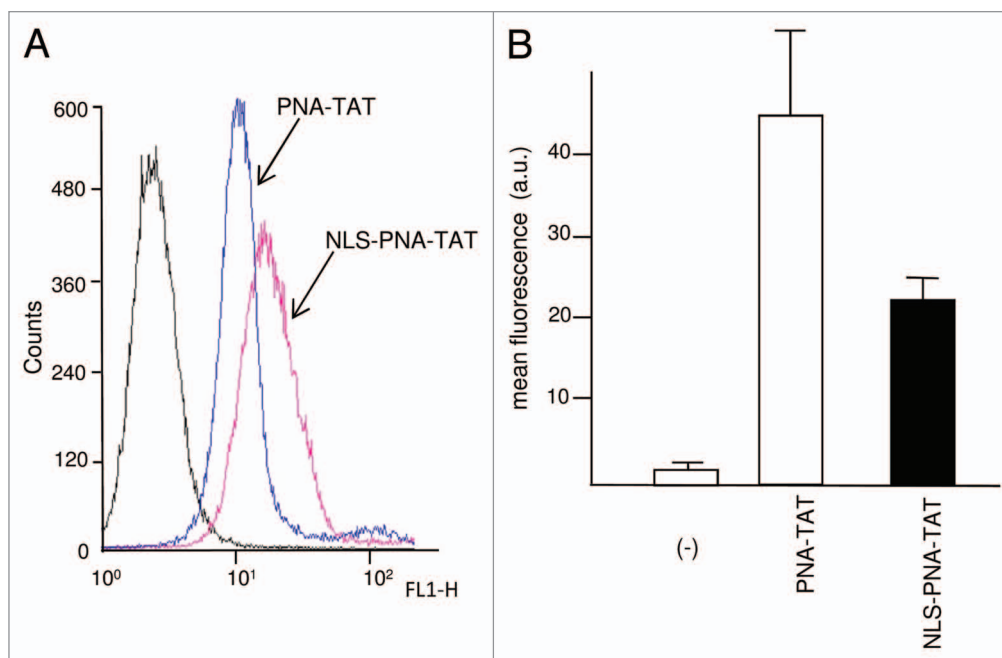 A
PNA-TAT
NLS-PNA-TAT
Counts
600
480
360
240
120
0
10⁰
10¹
10²
FL1-H
B
mean fluorescence (a.u.)
40
30
20
10
(-)
PNA-TAT
NLS-PNA-TAT